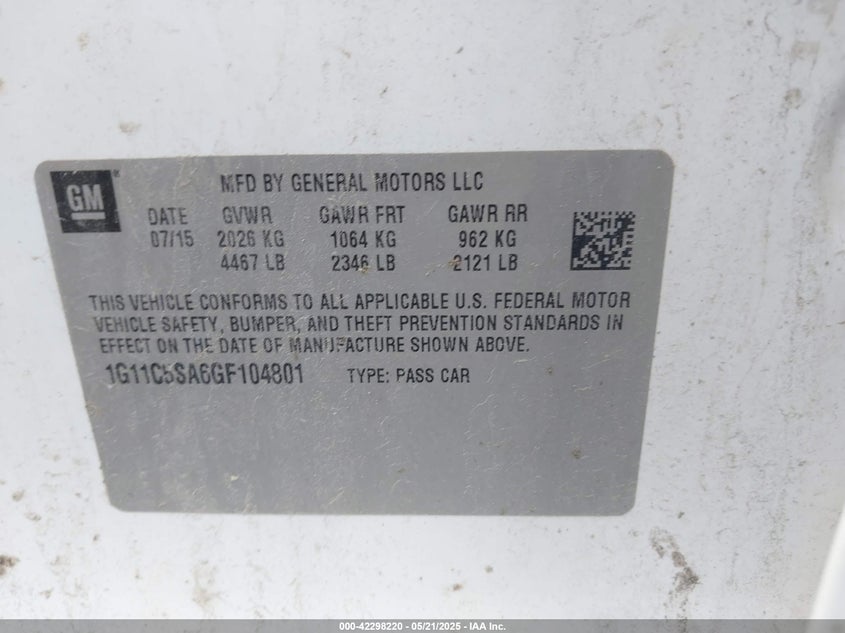 GM
MFD BY GENERAL MOTORS LLC
DATE GVWR GAWR FRT GAWR RR
07/15 2026 KG 1064 KG 962 KG
4467 LB 2346 LB 2121 LB
THIS VEHICLE CONFORMS TO ALL APPLICABLE U.S. FEDERAL MOTOR
VEHICLE SAFETY, BUMPER, AND THEFT PREVENTION STANDARDS IN
EFFECT ON THE DATE OF MANUFACTURE SHOWN ABOVE.
1G11C5SA6GF104801 TYPE: PASS CAR
000-42298220 - 05/21/2025 - IAA Inc.